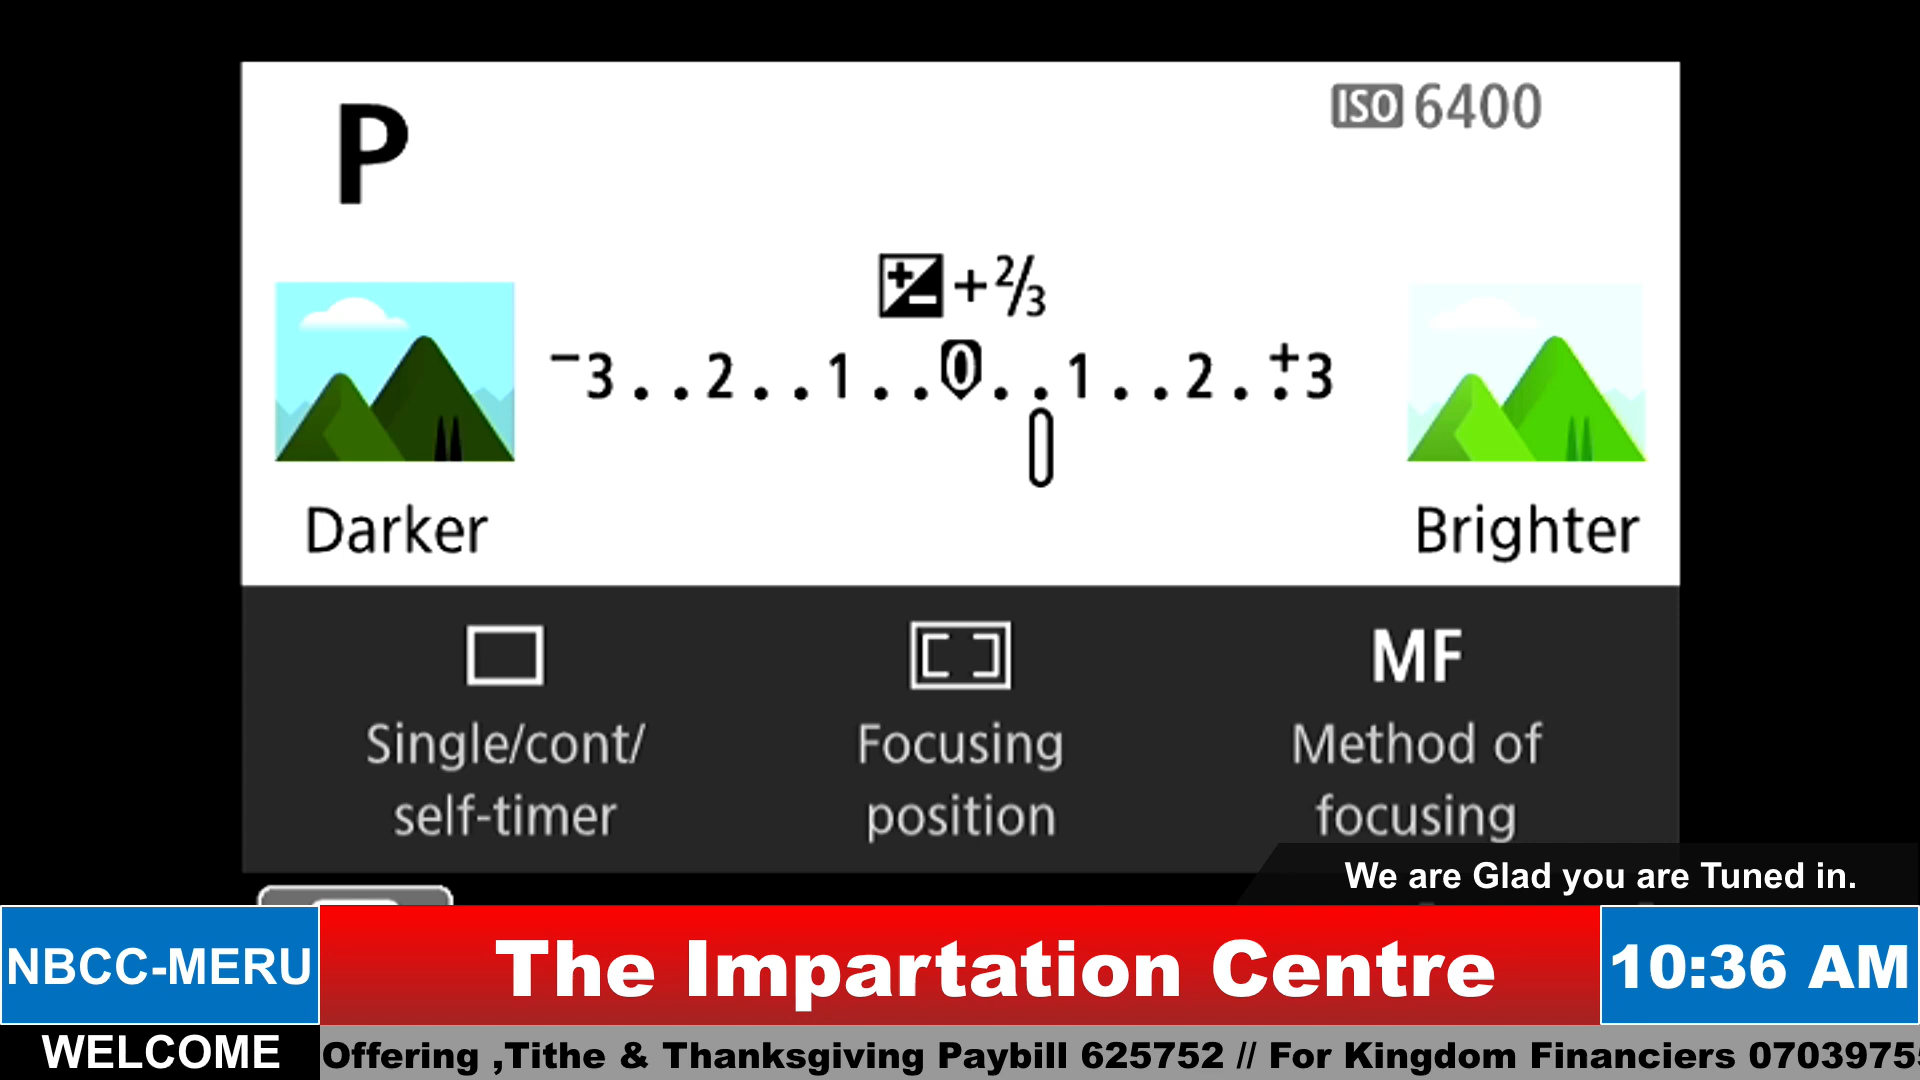 P
ISO 6400
+2/3
-3..2..1..0..1..2..+3
Darker
Brighter
Single/cont/
self-timer
Focusing
position
MF
Method of
focusing
We are Glad you are Tuned in.
NBCC-MERU
The Impartation Centre
10:36 AM
WELCOME
Offering ,Tithe & Thanksgiving Paybill 625752 // For Kingdom Financiers 0703975